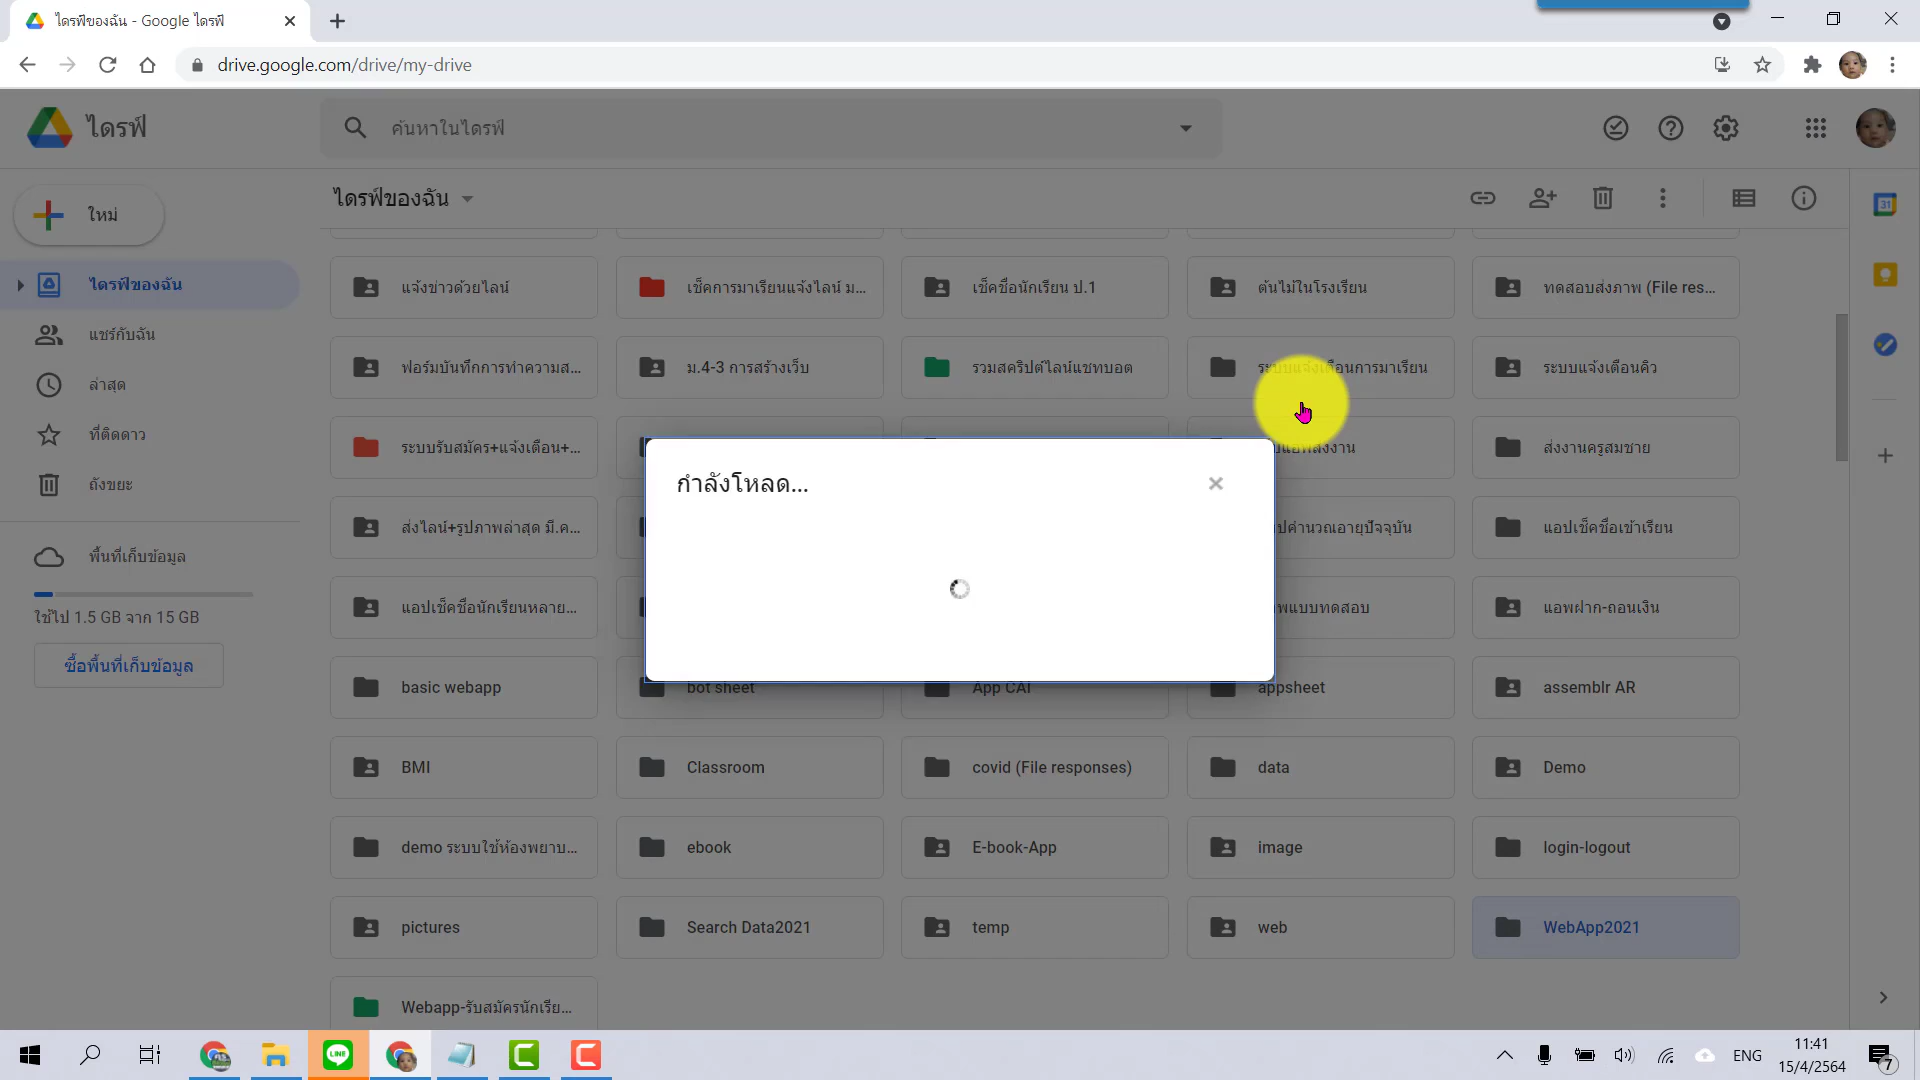 ไดรฟ์ของฉัน - Google ไดรฟ์
drive.google.com/drive/my-drive
ไดรฟ์
ค้นหาในไดรฟ์
ใหม่
ไดรฟ์ของฉัน
แชร์กับฉัน
ล่าสุด
ที่ติดดาว
ถังขยะ
พื้นที่เก็บข้อมูล
ใช้ไป 1.5 GB จาก 15 GB
ซื้อพื้นที่เก็บข้อมูล
ไดรฟ์ของฉัน
31
แจ้งข่าวด้วยไลน์
เช็คการมาเรียนแจ้งไลน์ ม...
เช็คชื่อนักเรียน ป.1
ต้นไม้ในโรงเรียน
ทดสอบส่งภาพ (File res...
ฟอร์มบันทึกการทำความส...
ม.4-3 การสร้างเว็บ
รวมสคริปต์ไลน์แชทบอต
ระบบแจ้งเตือนการมาเรียน
ระบบแจ้งเตือนคิว
ระบบรับสมัคร+แจ้งเตือน+...
ส่งงานครูสมชาย
กำลังโหลด...
ส่งไลน์+รูปภาพล่าสุด มี.ค...
แอปเช็คชื่อเข้าเรียน
แอปเช็คชื่อนักเรียนหลาย...
แอพฝาก-ถอนเงิน
basic webapp
bot sheet
App CAI
appsheet
assemblr AR
BMI
Classroom
covid (File responses)
data
Demo
demo ระบบใช้ห้องพยาบ...
ebook
E-book-App
image
login-logout
pictures
Search Data2021
temp
web
WebApp2021
Webapp-รับสมัครนักเรีย...
LINE
ENG
11:41
15/4/2564
7